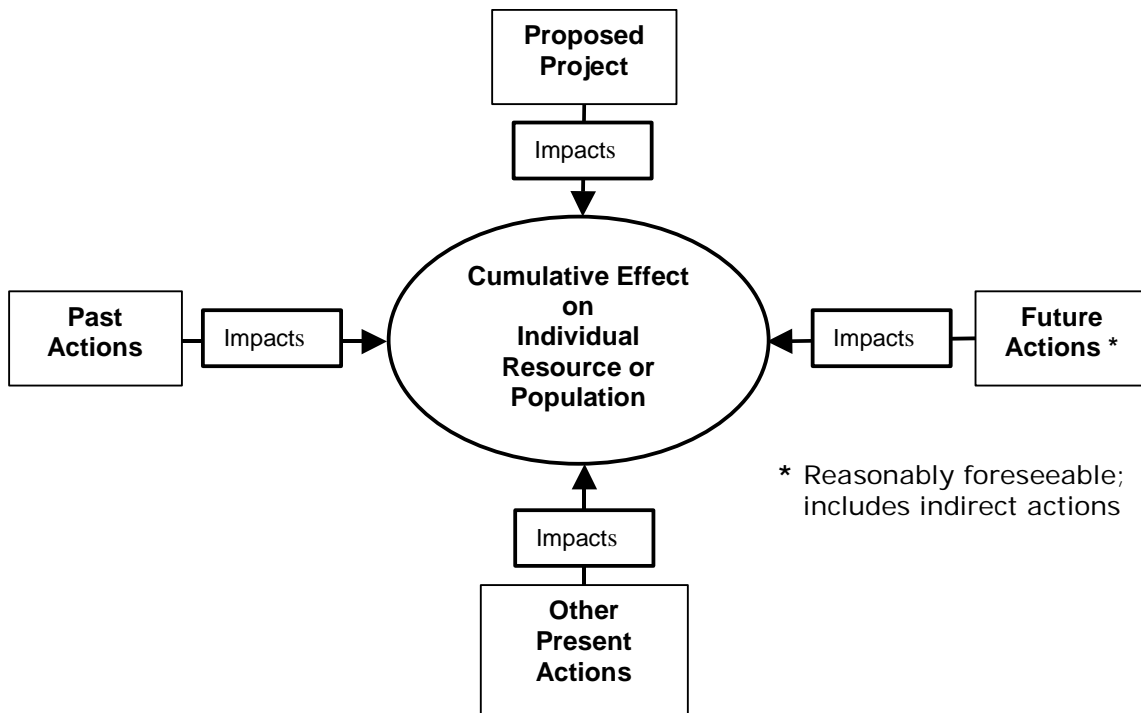 Proposed
Project
Impacts
Cumulative Effect
on
Individual
Resource or
Population
Past
Actions
Impacts
Impacts
Future
Actions *
* Reasonably foreseeable;
includes indirect actions
Impacts
Other
Present
Actions